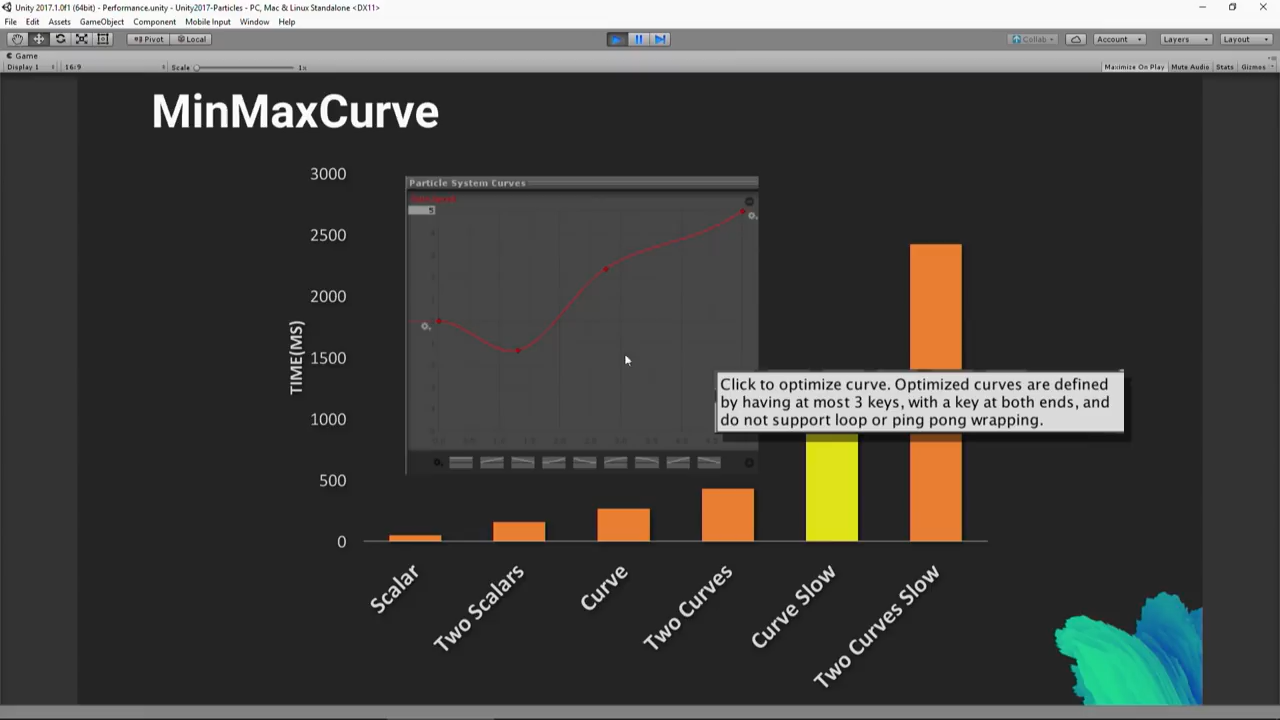 Unity 2017.1.0f1 (64bit) - Performance.unity - Unity2017-Particles - PC, Mac & Linux Standalone <DX11>
File Edit Assets GameObject Component Mobile Input Window Help
Pivot Local Collab Account Layers Layout
Game
Display 1 16:9 Scale 1x Maximize On Play Mute Audio Stats Gizmos
MinMaxCurve
3000
2500
2000
1500
1000
500
0
TIME(MS)
Particle System Curves
5
Click to optimize curve. Optimized curves are defined
by having at most 3 keys, with a key at both ends, and
do not support loop or ping pong wrapping.
Scalar
Two Scalars
Curve
Two Curves
Curve Slow
Two Curves Slow